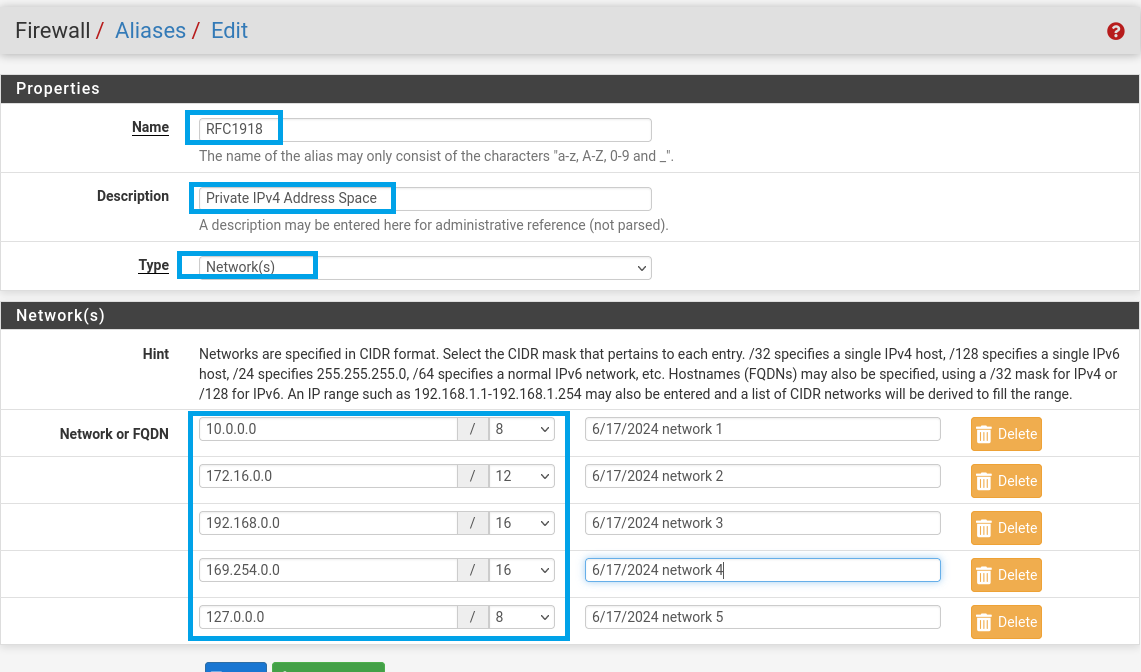 Firewall / Aliases / Edit
?
Properties
Name
RFC1918
The name of the alias may only consist of the characters "a-z, A-Z, 0-9 and _".
Description
Private IPv4 Address Space
A description may be entered here for administrative reference (not parsed).
Type
Network(s)
Network(s)
Hint
Networks are specified in CIDR format. Select the CIDR mask that pertains to each entry. /32 specifies a single IPv4 host, /128 specifies a single IPv6
host, /24 specifies 255.255.255.0, /64 specifies a normal IPv6 network, etc. Hostnames (FQDNs) may also be specified, using a /32 mask for IPv4 or
/128 for IPv6. An IP range such as 192.168.1.1-192.168.1.254 may also be entered and a list of CIDR networks will be derived to fill the range.
Network or FQDN 10.0.0.0 / 8 6/17/2024 network 1 Delete
172.16.0.0 / 12 6/17/2024 network 2 Delete
192.168.0.0 / 16 6/17/2024 network 3 Delete
169.254.0.0 / 16 6/17/2024 network 4 Delete
127.0.0.0 / 8 6/17/2024 network 5 Delete